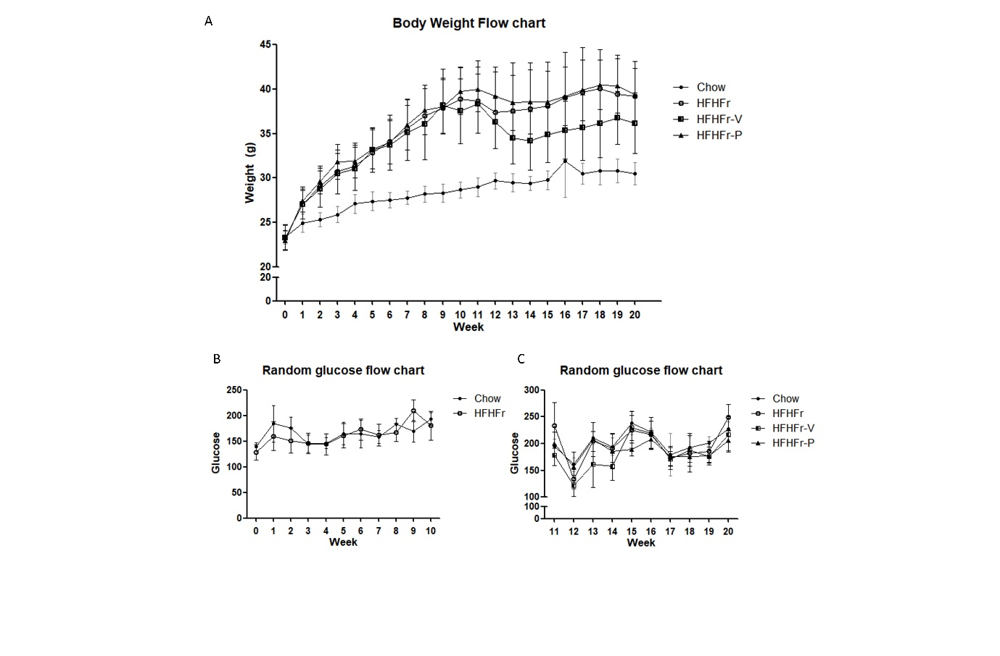 A
Body Weight Flow chart
45
40
35
30
25
20
20
0
Weight (g)
0 1 2 3 4 5 6 7 8 9 10 11 12 13 14 15 16 17 18 19 20
Week
Chow
HFHFr
HFHFr-V
HFHFr-P
B
Random glucose flow chart
250
200
150
100
50
0
Glucose
0 1 2 3 4 5 6 7 8 9 10
Week
Chow
HFHFr
C
Random glucose flow chart
300
250
200
150
100
100
0
Glucose
11 12 13 14 15 16 17 18 19 20
Week
Chow
HFHFr
HFHFr-V
HFHFr-P